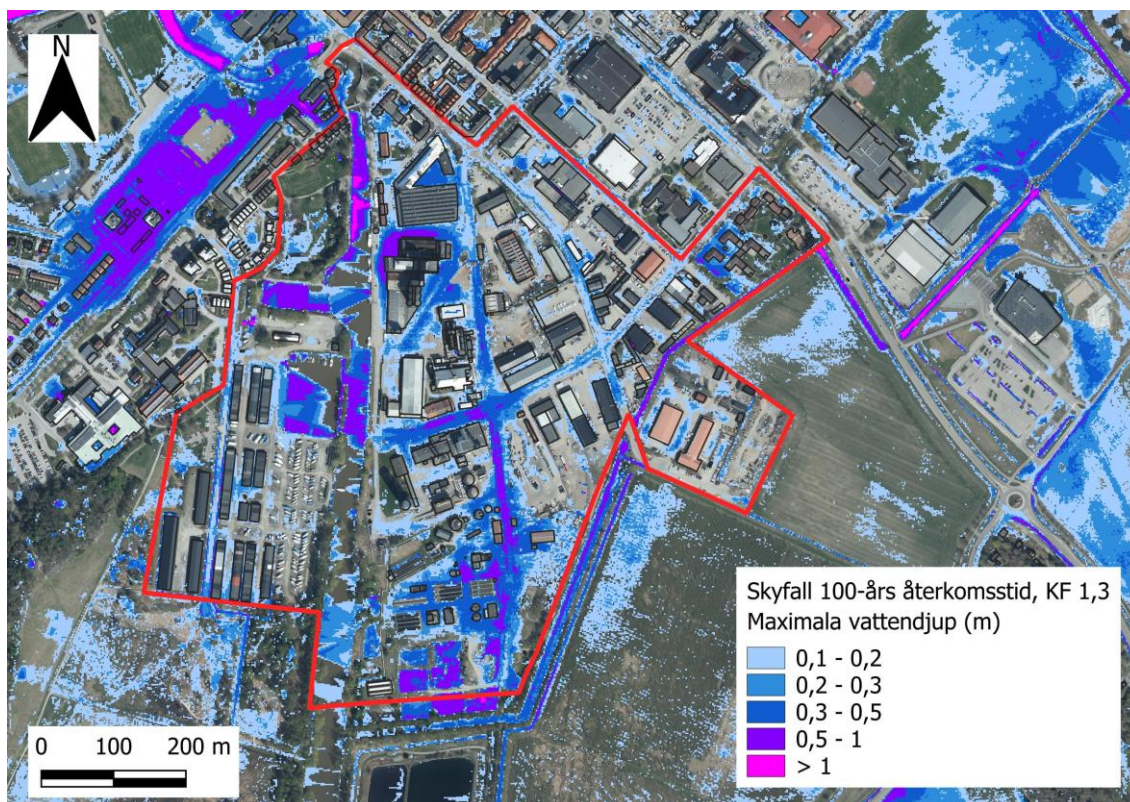 N
Skyfall 100-års återkomsstid, KF 1,3
Maximala vattendjup (m)
0,1 - 0,2
0,2 - 0,3
0,3 - 0,5
0,5 - 1
> 1
0 100 200 m